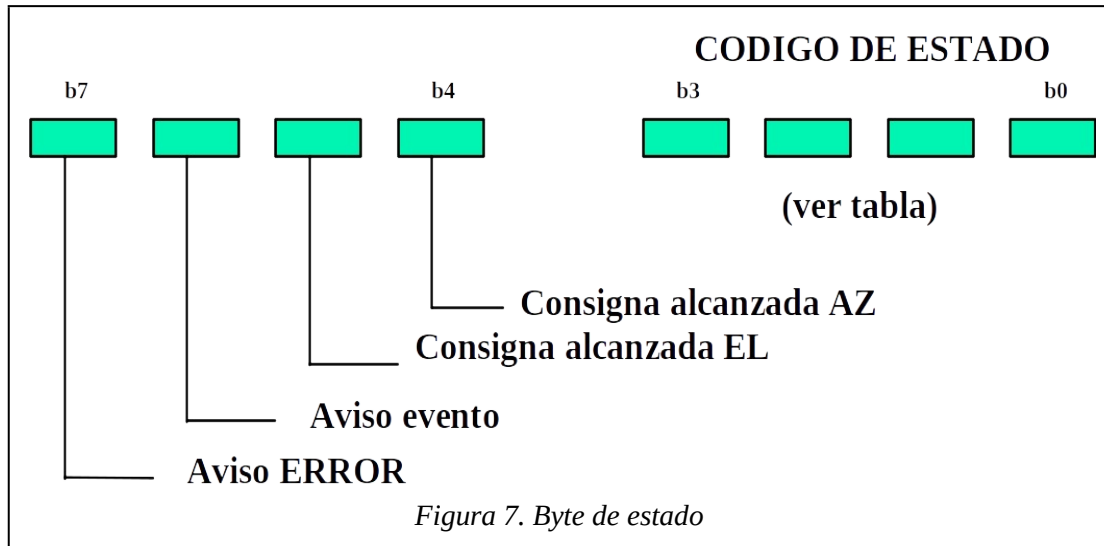 CODIGO DE ESTADO
b7 b4 b3 b0
(ver tabla)
Consigna alcanzada AZ
Consigna alcanzada EL
Aviso evento
Aviso ERROR
Figura 7. Byte de estado